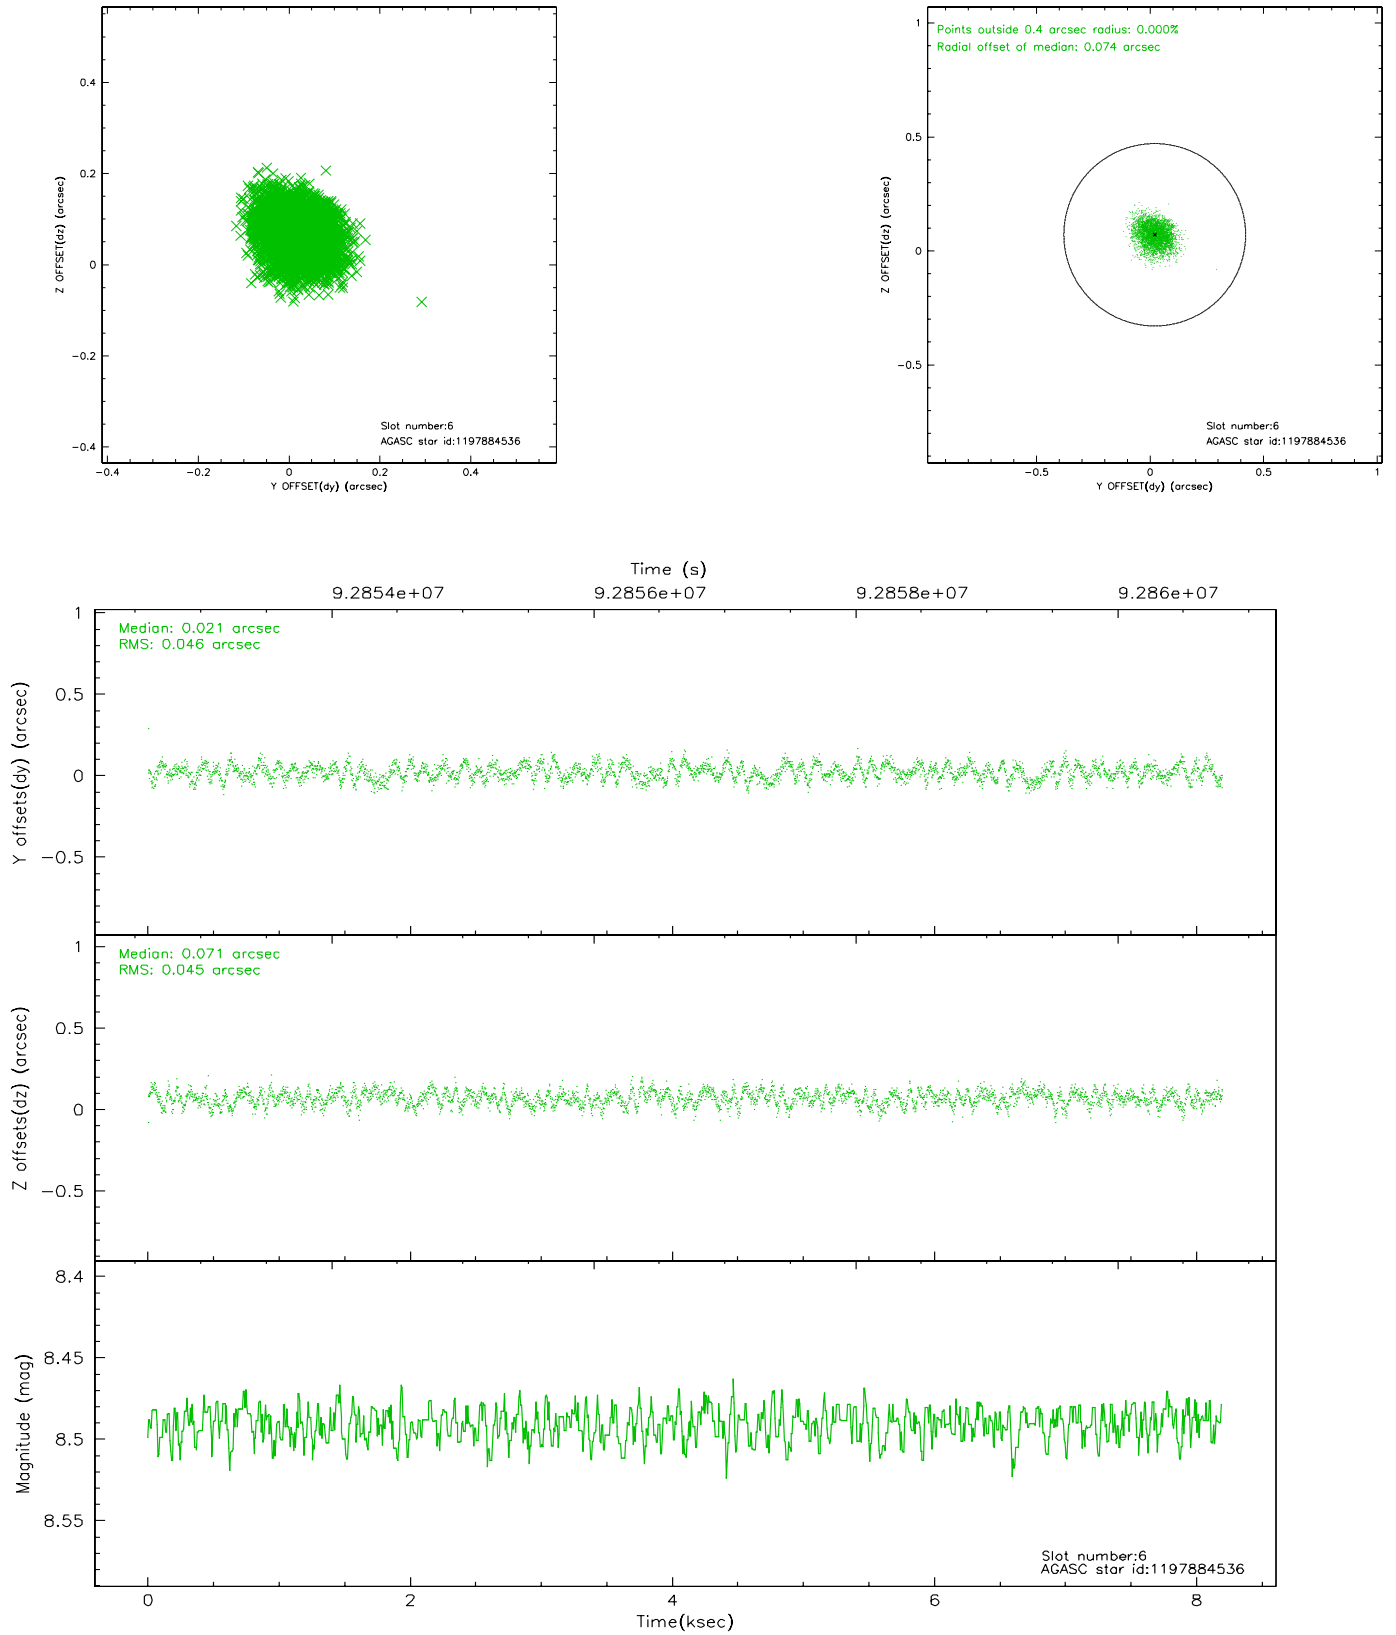 0.4
0.2
0
−0.2
−0.4
Z OFFSET(dz) (arcsec)
Slot number:6
AGASC star id:1197884536
−0.4 −0.2 0 0.2 0.4
Y OFFSET(dy) (arcsec)
Points outside 0.4 arcsec radius: 0.000%
Radial offset of median: 0.074 arcsec
1
0.5
0
−0.5
Z OFFSET(dz) (arcsec)
Slot number:6
AGASC star id:1197884536
−0.5 0 0.5 1
Y OFFSET(dy) (arcsec)
Time (s)
9.2854e+07 9.2856e+07 9.2858e+07 9.286e+07
Median: 0.021 arcsec
RMS: 0.046 arcsec
1
0.5
0
−0.5
Y offsets(dy) (arcsec)
Median: 0.071 arcsec
RMS: 0.045 arcsec
1
0.5
0
−0.5
Z offsets(dz) (arcsec)
8.4
8.45
8.5
8.55
Magnitude (mag)
Slot number:6
AGASC star id:1197884536
0 2 4 6 8
Time(ksec)